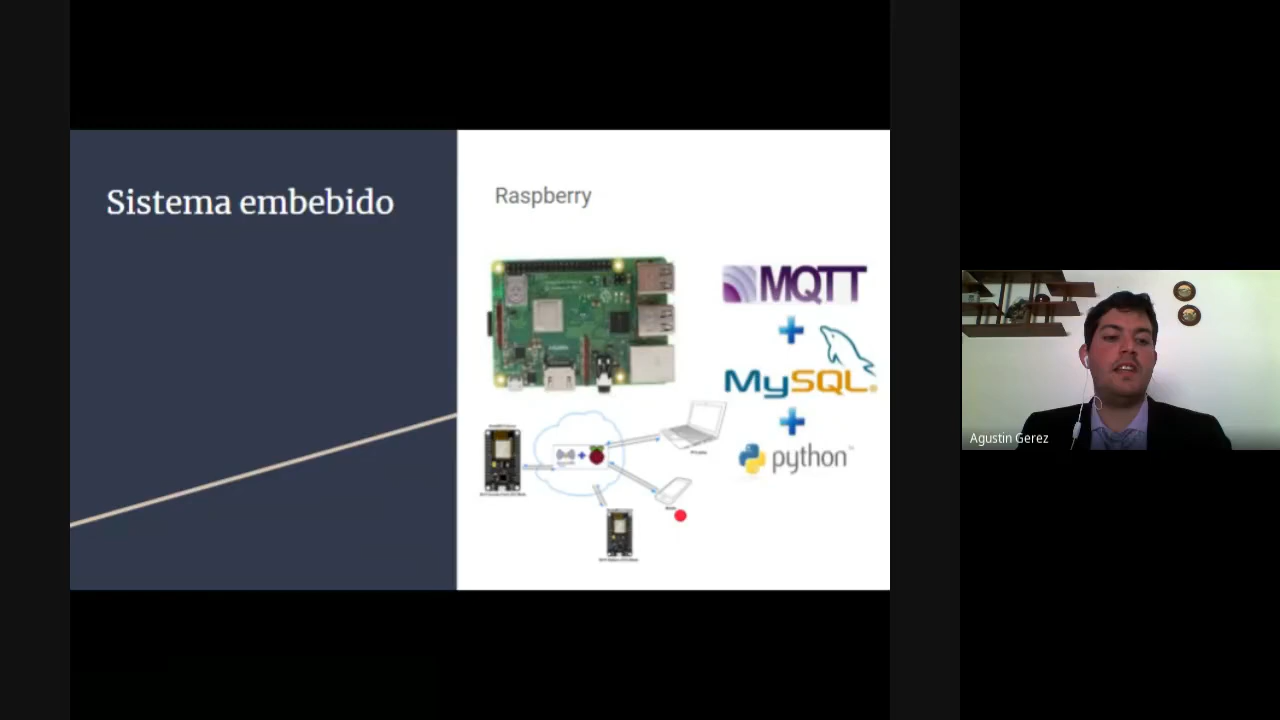 Sistema embebido
Raspberry
MQTT
MySQL
python
Agustin Gerez